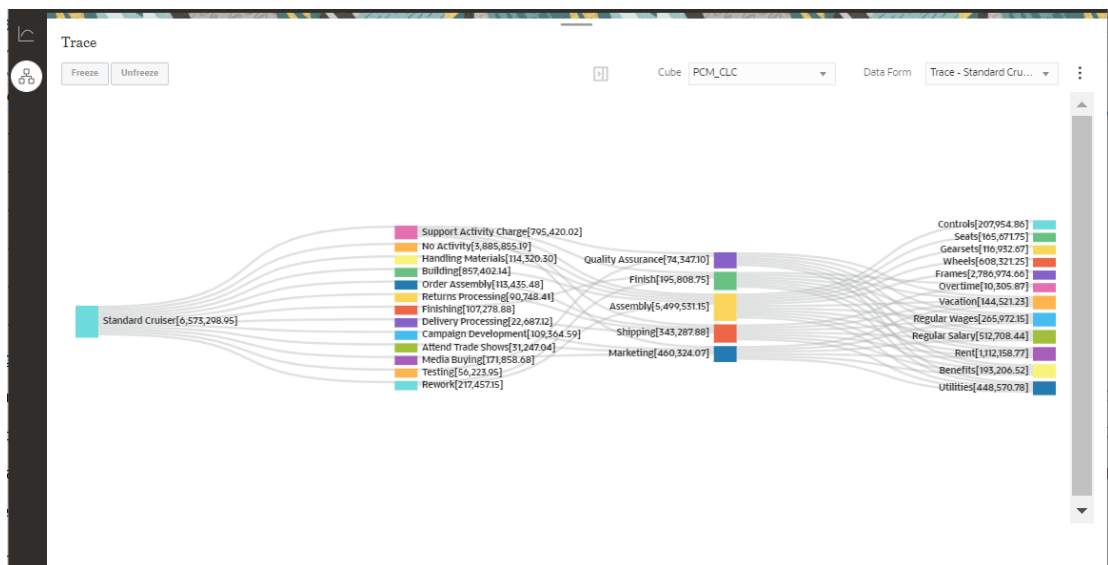 Trace
Freeze Unfreeze Cube PCM_CLC Data Form Trace - Standard Cru...
Standard Cruiser[6,573,298.95]
Support Activity Charge[795,420.02]
No Activity[3,885,855.19]
Handling Materials[114,320.30]
Building[857,402.14]
Order Assembly[113,435.48]
Returns Processing[90,748.41]
Finishing[107,278.88]
Delivery Processing[22,687.12]
Campaign Development[109,364.59]
Attend Trade Shows[31,247.04]
Media Buying[171,858.68]
Testing[56,223.95]
Rework[217,457.15]
Quality Assurance[74,347.10]
Finish[195,808.75]
Assembly[5,499,531.15]
Shipping[343,287.88]
Marketing[460,324.07]
Controls[207,954.86]
Seats[165,671.75]
Gearsets[116,932.67]
Wheels[608,321.25]
Frames[2,786,974.66]
Overtime[10,305.87]
Vacation[144,521.23]
Regular Wages[265,972.15]
Regular Salary[512,708.44]
Rent[1,112,158.77]
Benefits[193,206.52]
Utilities[448,570.78]